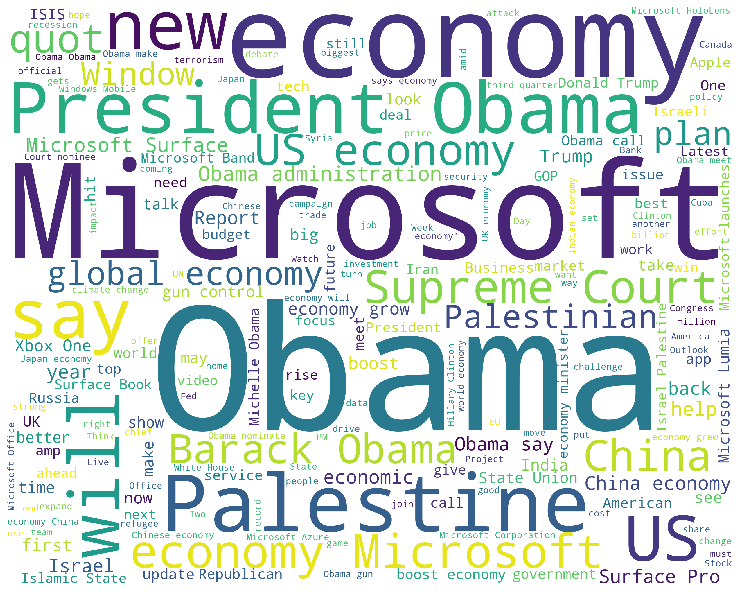 ISIS
hope
recession
new
economy
attack
Microsoft HoloLens
quot
Obama Obama
Obama make
still
biggest
debate
amid
says economy
Canada
Apple
official
gets
terrorism
Window
Windows Mobile
Japan
tech
look
third quarter
Donald Trump
One
policy
President Obama
deal
price
Israeli
Microsoft Surface
US economy
Syria
Obama call
plan
Latest
Court nominee
Microsoft Band
Trump
GOP
Bank
Obama meet
coming
Obama administration
security
issue
hit
need
Chinese
campaign
trade
job
Day
set
best
Clinton
Cuba
impact
talk
Report
budget
big
Week
economy'
UK economy
Indian economy
another
billion
effort
work
Microsoft
Microsoft launches
UN
Watch
future
investment
turn
Iran
Business
market
want
way
take
win
global economy
climate change
gun control
Supreme Court
say
economy will
economy grow
Palestinian
Congress
million
America
Xbox One
offer
Japan economy
focus
President
meet
boost
Outlook
app
world
may
home
Michelle Obama
Obama
Hillary Clinton
world economy
economy minister
challenge
Israel Palestine
Microsoft Lumia
year
top
video
Fed
rise
key
data
back
Surface Book
Russia
help
strong
UK
right
chief
show
drive
EU
move
put
economy grew
better
Think
Obama nominate
PM
Barack Obama
Obama say
China
amp
Live
make
White House
State
economic
India
Project
Microsoft Office
ahead
Office
service
people
give
State Union
good
China economy
see
time
now
join
call
American
will
end
expand
next
Two
record
Palestine
cost
US
share
change
economy China
refugee
Chinese economy
Microsoft Azure
game
Microsoft Corporation
must
Stock
first
user
team
Israel
economy Microsoft
Islamic State
update
Republican
Obama gun
boost economy
government
Surface Pro